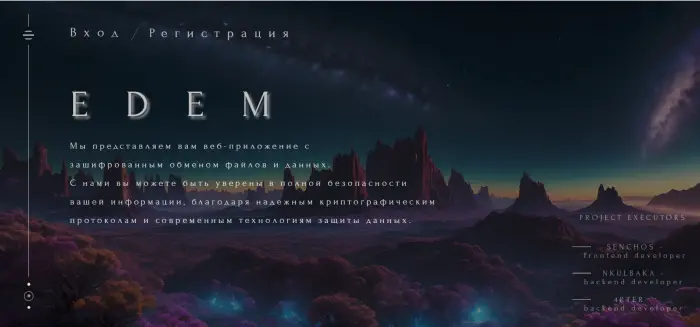 Вход / Регистрация
EDEM
Мы представляем вам веб-приложение с
зашифрованным обменом файлов и данных.
С нами вы можете быть уверены в полной безопасности
вашей информации, благодаря надежным криптографическим
протоколам и современным технологиям защиты данных.
PROJECT EXECUTORS
- SENCHOS -
frontend developer
NKULBAKA -
backend developer
backend developer